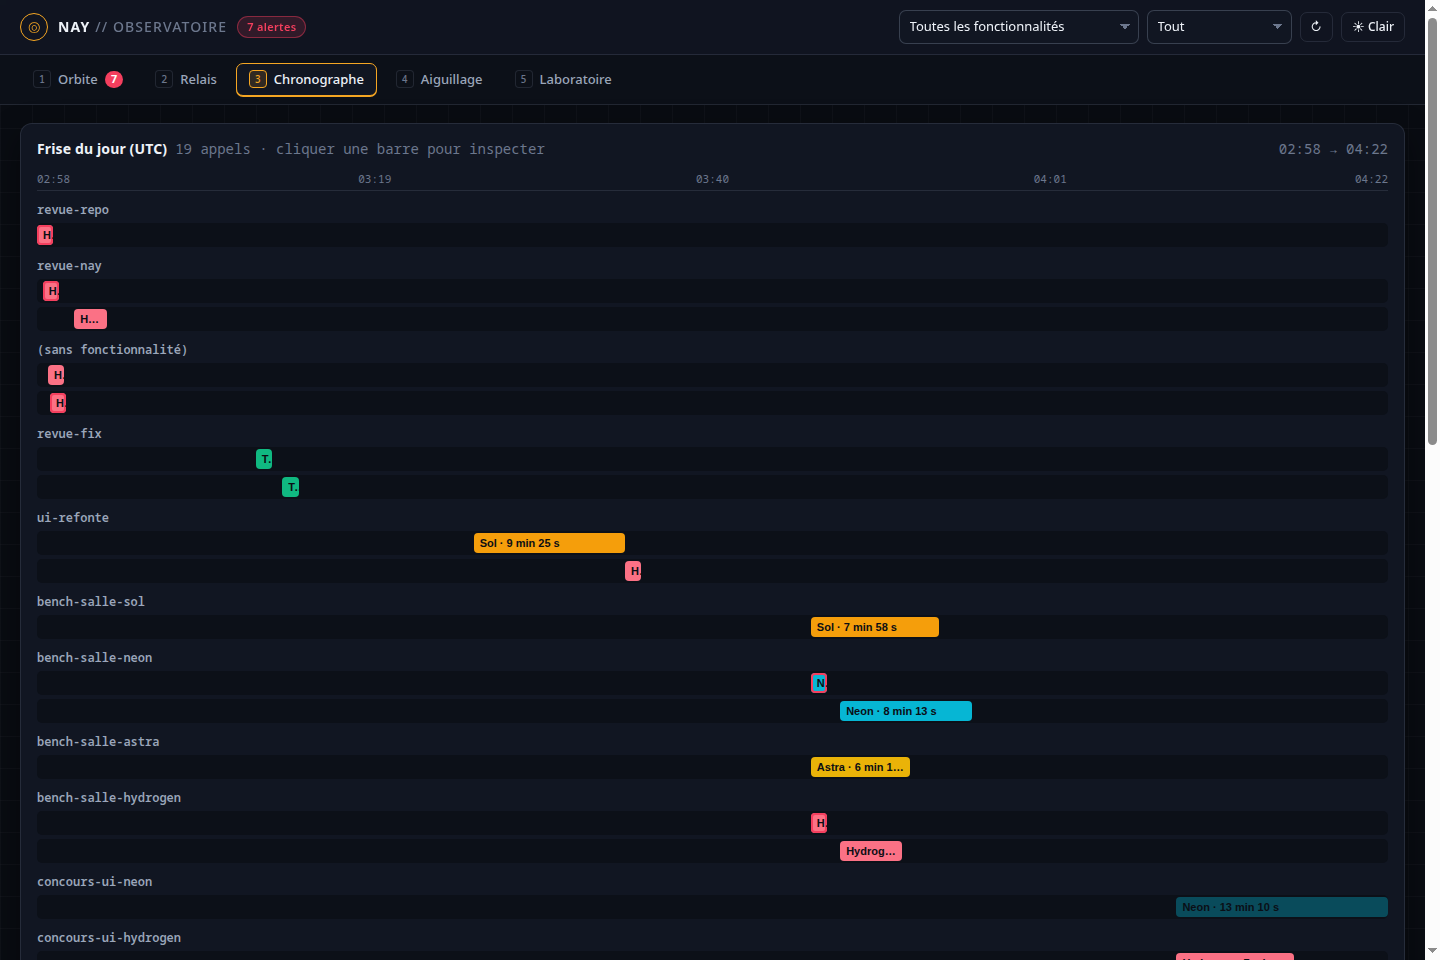 ◎ NAY // OBSERVATOIRE 7 alertes Toutes les fonctionnalités Tout ↻ ☀ Clair
1 Orbite 7 2 Relais 3 Chronographe 4 Aiguillage 5 Laboratoire
Frise du jour (UTC) 19 appels · cliquer une barre pour inspecter 02:58 → 04:22
02:58 03:19 03:40 04:01 04:22
revue-repo
H.
revue-nay
H.
H...
(sans fonctionnalité)
H.
H.
revue-fix
T.
T.
ui-refonte
Sol · 9 min 25 s
H.
bench-salle-sol
Sol · 7 min 58 s
bench-salle-neon
N.
Neon · 8 min 13 s
bench-salle-astra
Astra · 6 min 1...
bench-salle-hydrogen
H.
Hydrog...
concours-ui-neon
Neon · 13 min 10 s
concours-ui-hydrogen